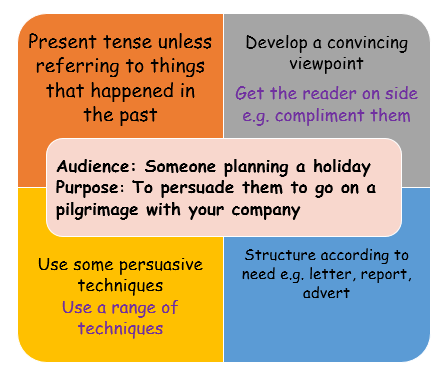 Present tense unless
referring to things
that happened in
the past
Develop a convincing
viewpoint
Get the reader on side
e.g. compliment them
Audience: Someone planning a holiday
Purpose: To persuade them to go on a
pilgrimage with your company
Use some persuasive
techniques
Use a range of
techniques
Structure according to
need e.g. letter, report,
advert